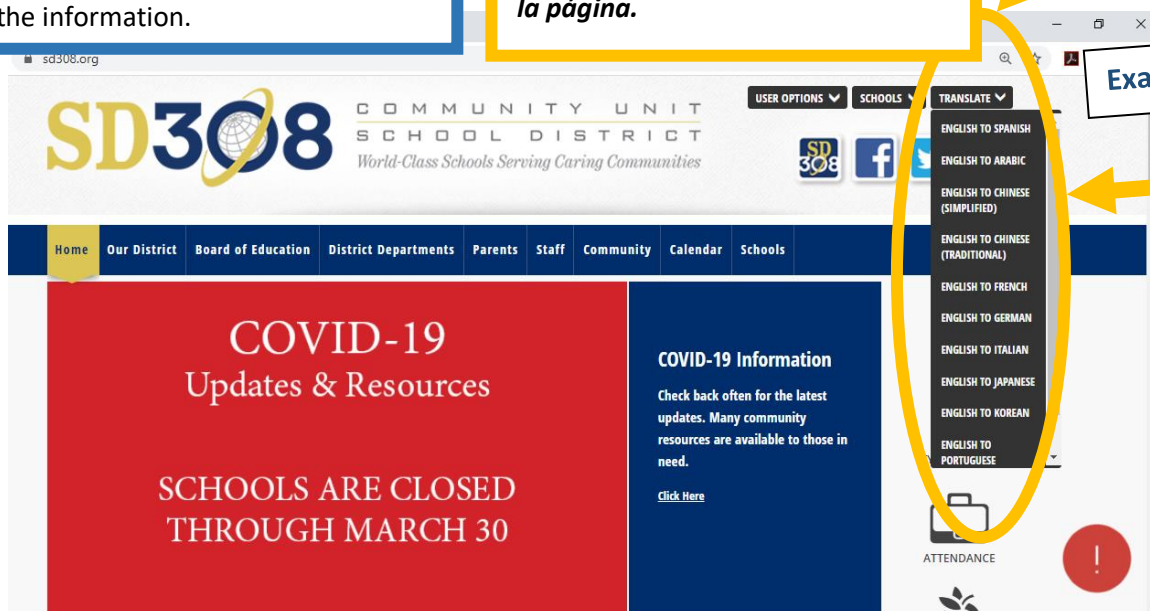 the information.
la página.
sd308.org
Exa
SD308
COMMUNITY UNIT
SCHOOL DISTRICT
World-Class Schools Serving Caring Communities
USER OPTIONS
SCHOOLS
TRANSLATE
SD
308
f
ENGLISH TO SPANISH
ENGLISH TO ARABIC
ENGLISH TO CHINESE
(SIMPLIFIED)
ENGLISH TO CHINESE
(TRADITIONAL)
ENGLISH TO FRENCH
ENGLISH TO GERMAN
ENGLISH TO ITALIAN
ENGLISH TO JAPANESE
ENGLISH TO KOREAN
ENGLISH TO
PORTUGUESE
Home Our District Board of Education District Departments Parents Staff Community Calendar Schools
COVID-19
Updates & Resources
SCHOOLS ARE CLOSED
THROUGH MARCH 30
COVID-19 Information
Check back often for the latest
updates. Many community
resources are available to those in
need.
Click Here
ATTENDANCE
!